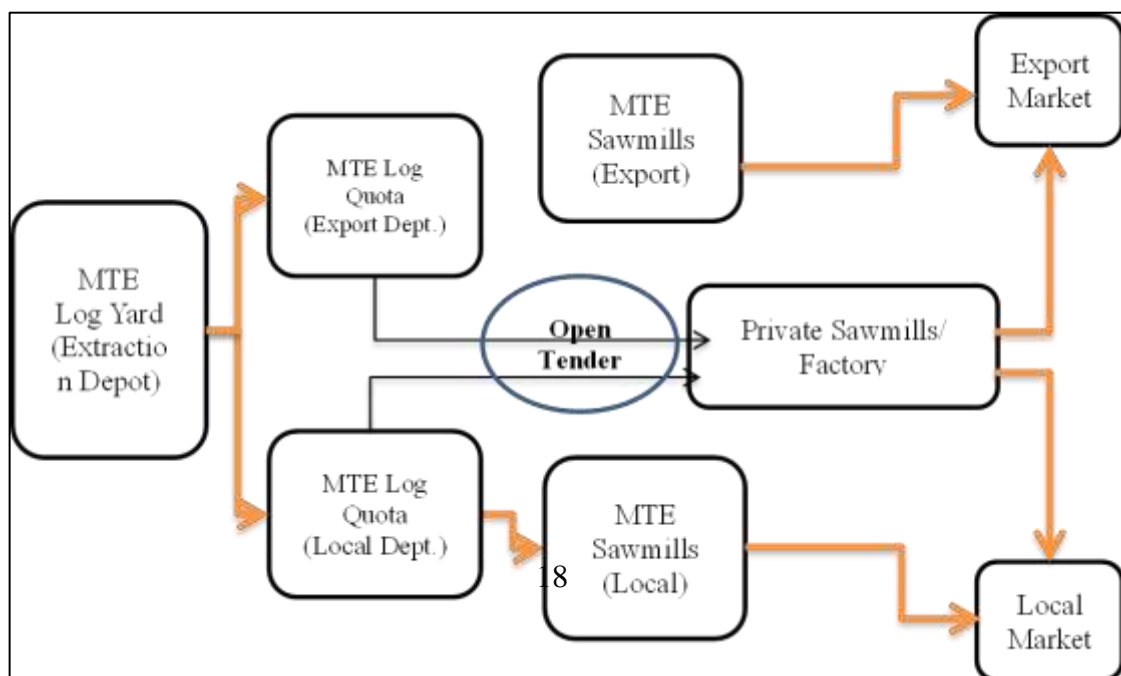 MTE
Log Yard
(Extractio
n Depot)
MTE Log
Quota
(Export Dept.)
MTE Log
Quota
(Local Dept.)
MTE
Sawmills
(Export)
Open
Tender
MTE
Sawmills
(Local)
18
Private Sawmills/
Factory
Export
Market
Local
Market